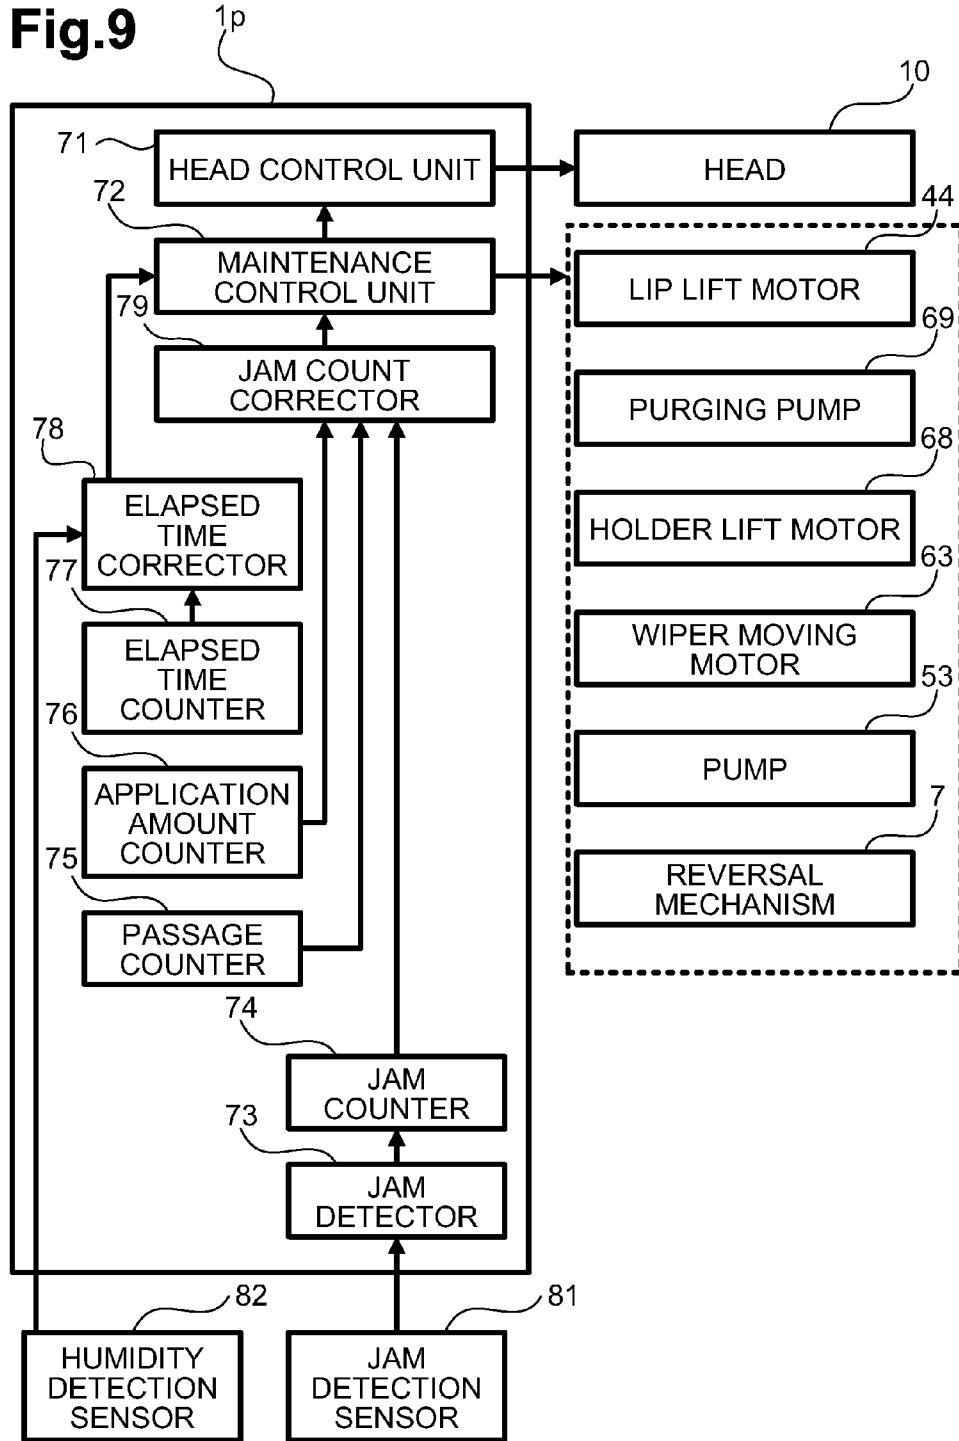 Fig.9
1p
10
71
HEAD CONTROL UNIT
HEAD
72
44
MAINTENANCE
CONTROL UNIT
LIP LIFT MOTOR
79
69
JAM COUNT
CORRECTOR
PURGING PUMP
78
68
ELAPSED
TIME
CORRECTOR
HOLDER LIFT MOTOR
77
63
ELAPSED
TIME
COUNTER
WIPER MOVING
MOTOR
76
53
APPLICATION
AMOUNT
COUNTER
PUMP
75
7
PASSAGE
COUNTER
REVERSAL
MECHANISM
74
JAM
COUNTER
73
JAM
DETECTOR
82
81
HUMIDITY
DETECTION
SENSOR
JAM
DETECTION
SENSOR